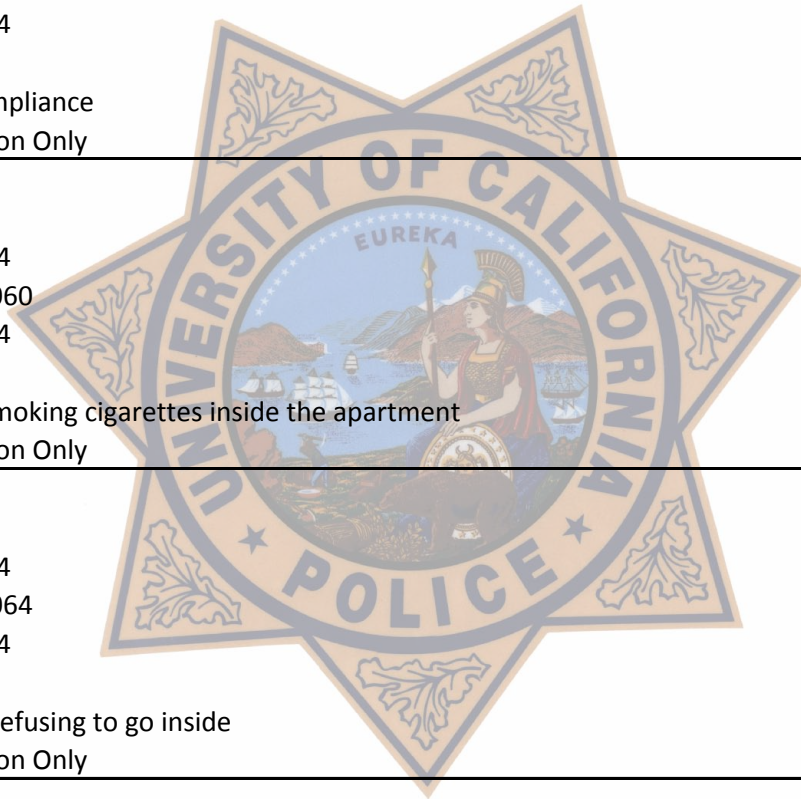 4
mpliance
on Only
4
060
4
moking cigarettes inside the apartment
on Only
4
064
4
efusing to go inside
on Only
UNIVERSITY OF CALIFORNIA
EUREKA
POLICE